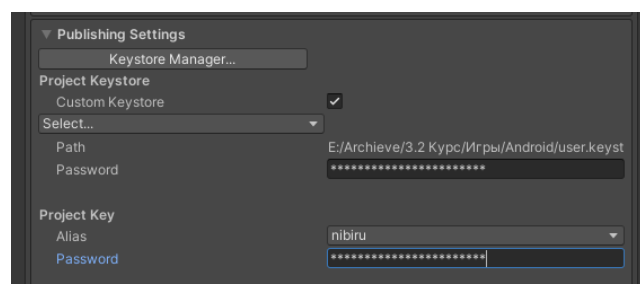 Publishing Settings
Keystore Manager...
Project Keystore
Custom Keystore
Select...
Path E:/Archieve/3.2 Курс/Игры/Android/user.keyst
Password ***********************
Project Key
Alias nibiru
Password ***********************